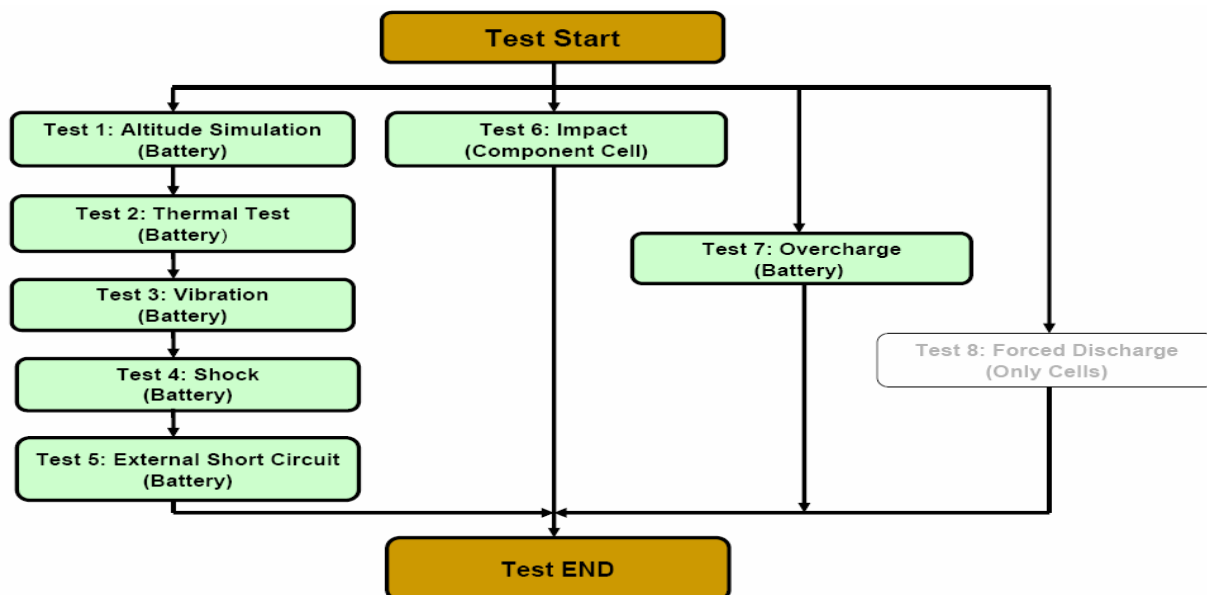 Test Start
Test 1: Altitude Simulation
(Battery)
Test 2: Thermal Test
(Battery)
Test 3: Vibration
(Battery)
Test 4: Shock
(Battery)
Test 5: External Short Circuit
(Battery)
Test 6: Impact
(Component Cell)
Test 7: Overcharge
(Battery)
Test 8: Forced Discharge
(Only Cells)
Test END